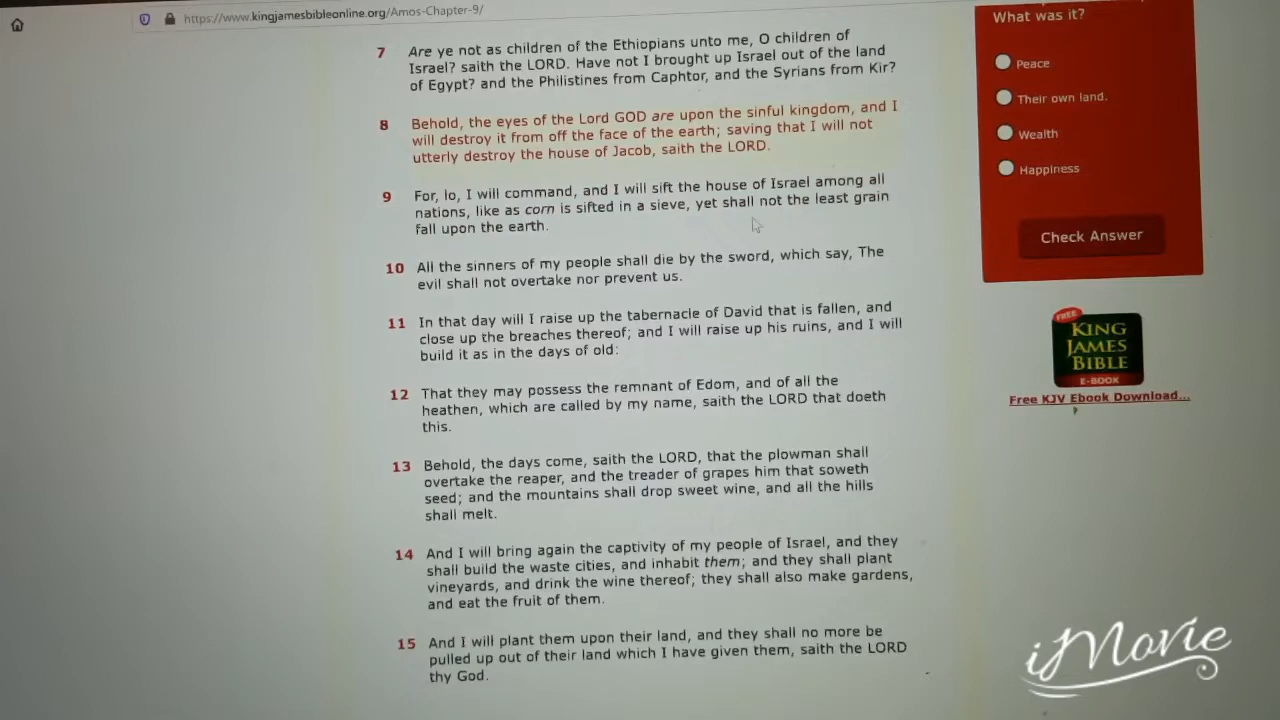 https://www.kingjamesbibleonline.org/Amos-Chapter-9/
7 Are ye not as children of the Ethiopians unto me, O children of
Israel? saith the LORD. Have not I brought up Israel out of the land
of Egypt? and the Philistines from Caphtor, and the Syrians from Kir?
8 Behold, the eyes of the Lord GOD are upon the sinful kingdom, and I
will destroy it from off the face of the earth; saving that I will not
utterly destroy the house of Jacob, saith the LORD.
9 For, lo, I will command, and I will sift the house of Israel among all
nations, like as corn is sifted in a sieve, yet shall not the least grain
fall upon the earth.
10 All the sinners of my people shall die by the sword, which say, The
evil shall not overtake nor prevent us.
11 In that day will I raise up the tabernacle of David that is fallen, and
close up the breaches thereof; and I will raise up his ruins, and I will
build it as in the days of old:
12 That they may possess the remnant of Edom, and of all the
heathen, which are called by my name, saith the LORD that doeth
this.
13 Behold, the days come, saith the LORD, that the plowman shall
overtake the reaper, and the treader of grapes him that soweth
seed; and the mountains shall drop sweet wine, and all the hills
shall melt.
14 And I will bring again the captivity of my people of Israel, and they
shall build the waste cities, and inhabit them; and they shall plant
vineyards, and drink the wine thereof; they shall also make gardens,
and eat the fruit of them.
15 And I will plant them upon their land, and they shall no more be
pulled up out of their land which I have given them, saith the LORD
thy God.
What was it?
Peace
Their own land.
Wealth
Happiness
Check Answer
FREE
KING
JAMES
BIBLE
E-BOOK
Free KJV Ebook Download...
iMovie